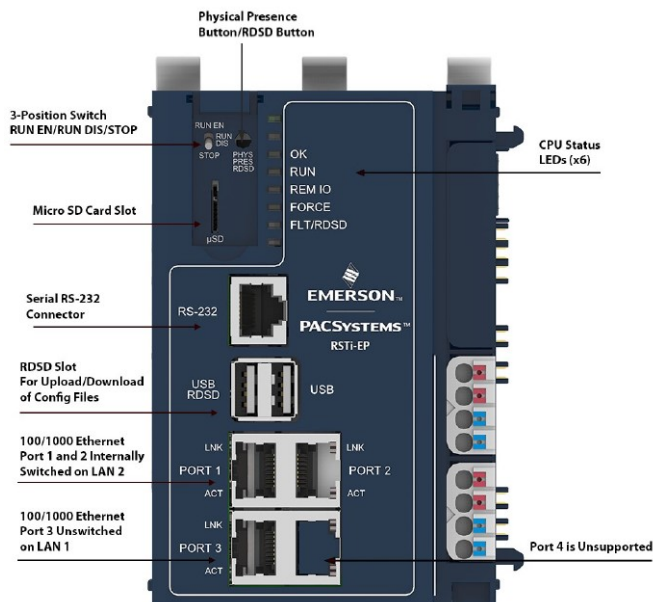 Physical Presence
Button/RDSD Button
3-Position Switch
RUN EN/RUN DIS/STOP
RUN EN
RUN
DIS
STOP
PHYS
PRES
RDSD
OK
RUN
REM IO
FORCE
FLT/RDSD
CPU Status
LEDs (x6)
Micro SD Card Slot
µSD
Serial RS-232
Connector
RS-232
EMERSON™
PACSYSTEMS™
RSTi-EP
RDSD Slot
For Upload/Download
of Config Files
USB
RDSD
USB
100/1000 Ethernet
Port 1 and 2 Internally
Switched on LAN 2
LNK
PORT 1
ACT
LNK
PORT 2
ACT
100/1000 Ethernet
Port 3 Unswitched
on LAN 1
LNK
PORT 3
ACT
Port 4 is Unsupported